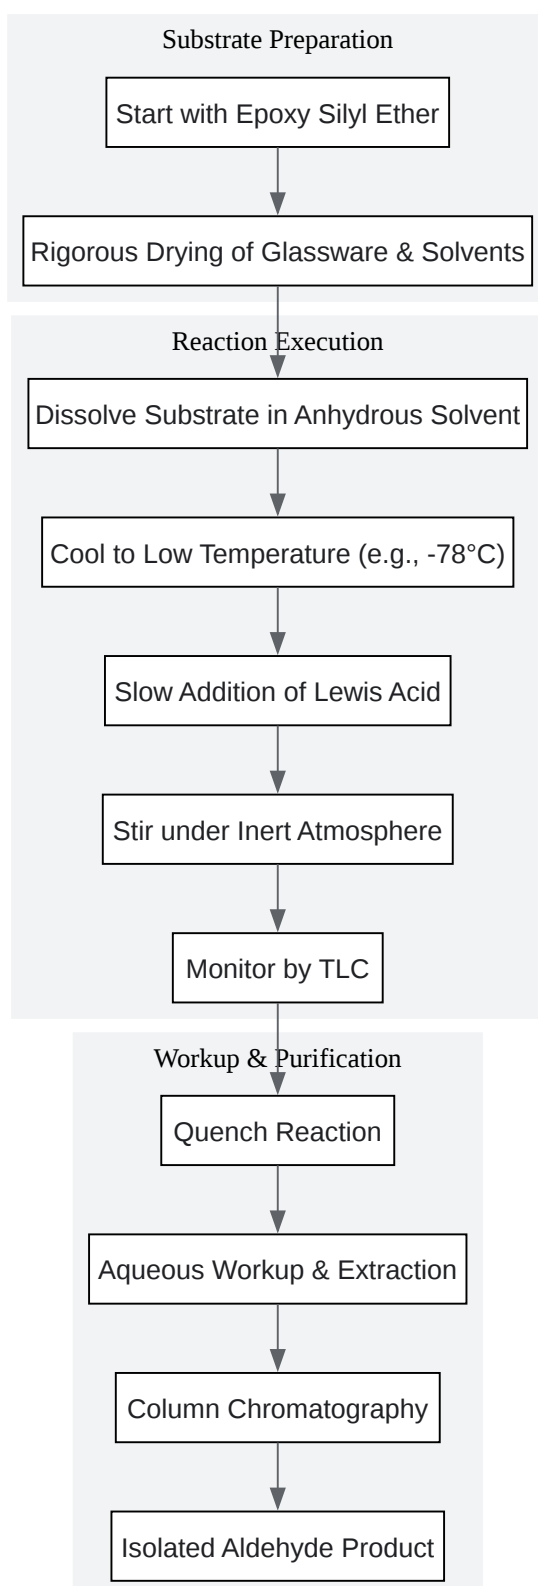 Substrate Preparation
Start with Epoxy Silyl Ether
Rigorous Drying of Glassware & Solvents
Reaction Execution
Dissolve Substrate in Anhydrous Solvent
Cool to Low Temperature (e.g., -78°C)
Slow Addition of Lewis Acid
Stir under Inert Atmosphere
Monitor by TLC
Workup & Purification
Quench Reaction
Aqueous Workup & Extraction
Column Chromatography
Isolated Aldehyde Product